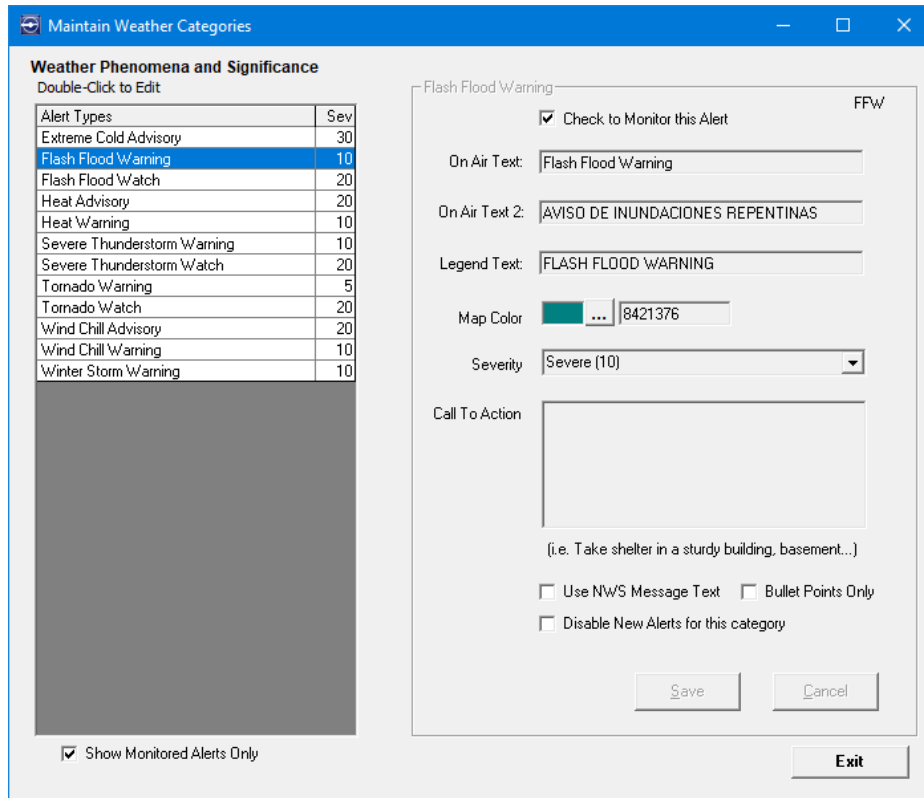 Maintain Weather Categories
Weather Phenomena and Significance
Double-Click to Edit
Alert Types Sev
Extreme Cold Advisory 30
Flash Flood Warning 10
Flash Flood Watch 20
Heat Advisory 20
Heat Warning 10
Severe Thunderstorm Warning 10
Severe Thunderstorm Watch 20
Tornado Warning 5
Tornado Watch 20
Wind Chill Advisory 20
Wind Chill Warning 10
Winter Storm Warning 10
Show Monitored Alerts Only
Flash Flood Warning
FFW
Check to Monitor this Alert
On Air Text: Flash Flood Warning
On Air Text 2: AVISO DE INUNDACIONES REPENTINAS
Legend Text: FLASH FLOOD WARNING
Map Color ... 8421376
Severity Severe (10)
Call To Action
(i.e. Take shelter in a sturdy building, basement...)
Use NWS Message Text Bullet Points Only
Disable New Alerts for this category
Save Cancel
Exit